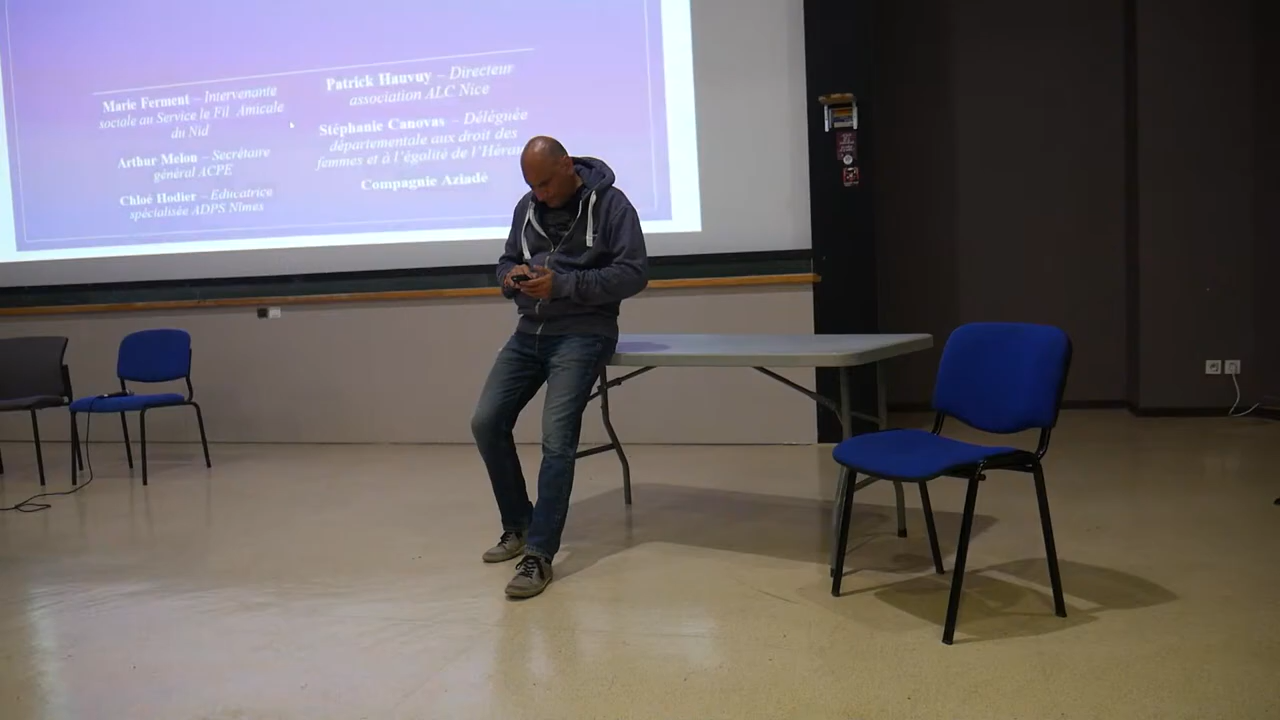 Marie Ferment – Intervenante
sociale au Service le Fil Amicale
du Nid
Arthur Melon – Secrétaire
général ACPE
Chloé Hodier – Educatrice
spécialisée ADPS Nîmes
Patrick Hauvuy – Directeur
association ALC Nice
Stéphanie Canovas – Déléguée
départementale aux droit des
femmes et à l'égalité de l'Hérau
Compagnie Aziadé